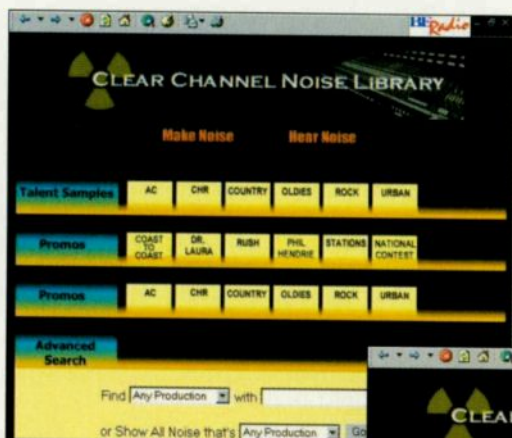 Radio
CLEAR CHANNEL NOISE LIBRARY
Make Noise Hear Noise
Talent Samples AC CHR COUNTRY OLDIES ROCK URBAN
Promos COAST TO COAST DR. LAURA RUSH PHIL HENDRIE STATIONS NATIONAL CONTEST
Promos AC CHR COUNTRY OLDIES ROCK URBAN
Advanced Search
Find Any Production with
or Show All Noise that's Any Production Go
CLEA